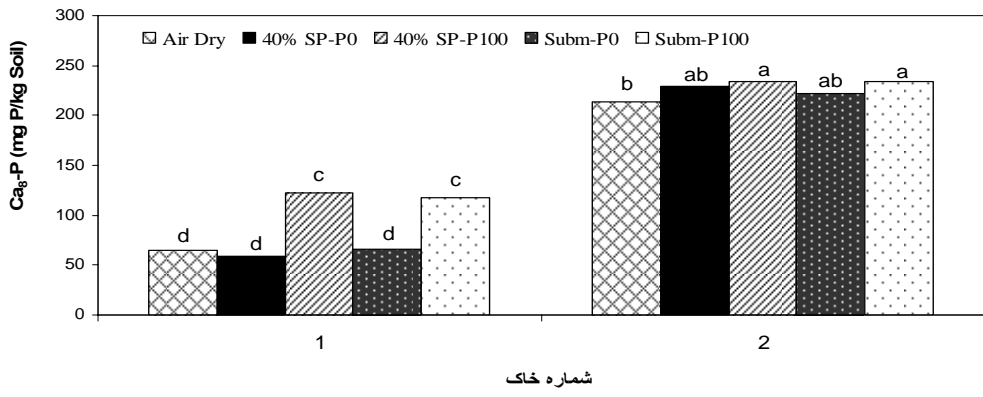 300
250
200
150
100
50
0
Ca₈-P (mg P/kg Soil)
Air Dry 40% SP-P0 40% SP-P100 Subm-P0 Subm-P100
d d c d c
b ab a ab a
1 2
شماره خاک